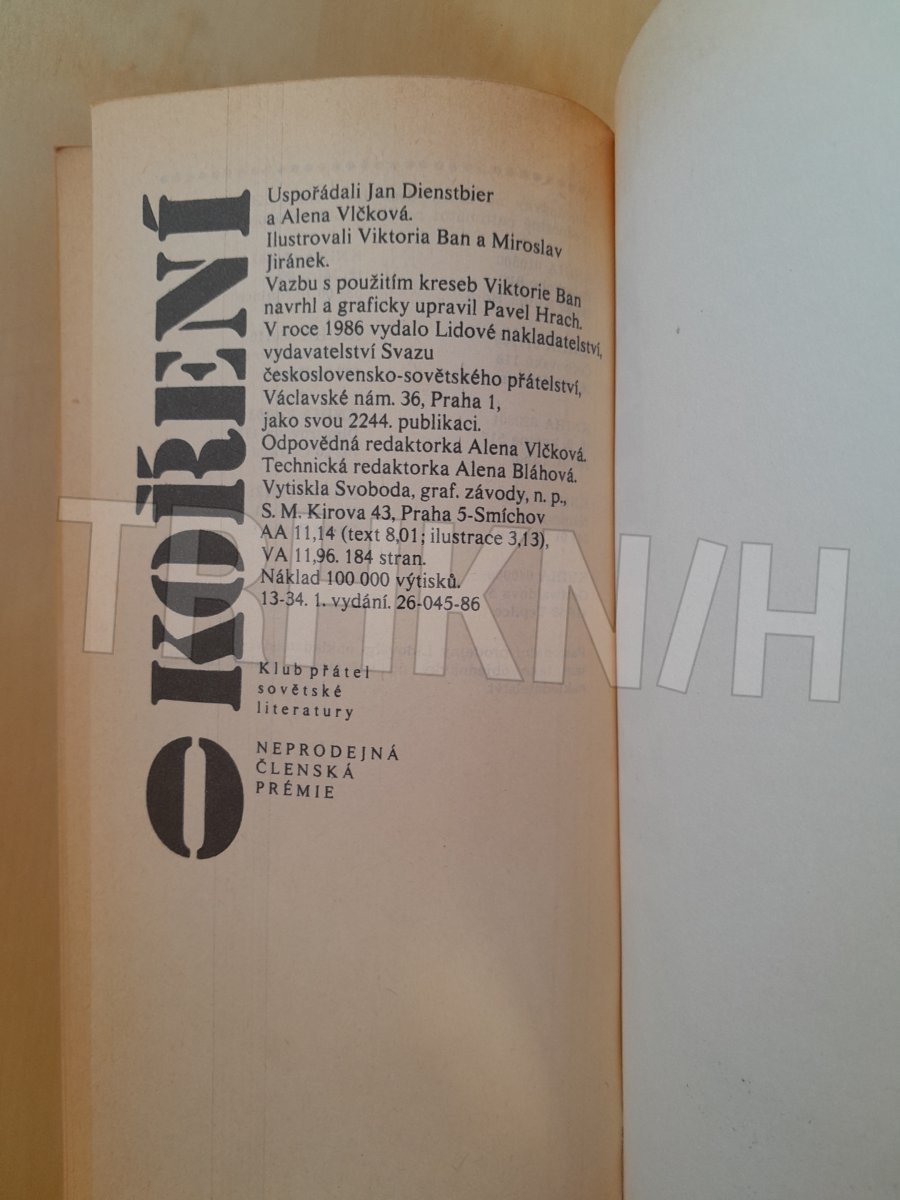 O KOŘENÍ
Uspořádali Jan Dienstbier
a Alena Vlčková.
Ilustrovali Viktoria Ban a Miroslav
Jiránek.
Vazbu s použitím kreseb Viktorie Ban
navrhl a graficky upravil Pavel Hrach.
V roce 1986 vydalo Lidové nakladatelství,
vydavatelství Svazu
československo-sovětského přátelství,
Václavské nám. 36, Praha 1,
jako svou 2244. publikaci.
Odpovědná redaktorka Alena Vlčková.
Technická redaktorka Alena Bláhová.
Vytiskla Svoboda, graf. závody, n. p.,
S. M. Kirova 43, Praha 5-Smíchov
AA 11,14 (text 8,01; ilustrace 3,13),
VA 11,96. 184 stran.
Náklad 100 000 výtisků.
13-34. 1. vydání. 26-045-86
Klub přátel
sovětské
literatury
NEPRODEJNÁ
ČLENSKÁ
PRÉMIE
TRHKN/H